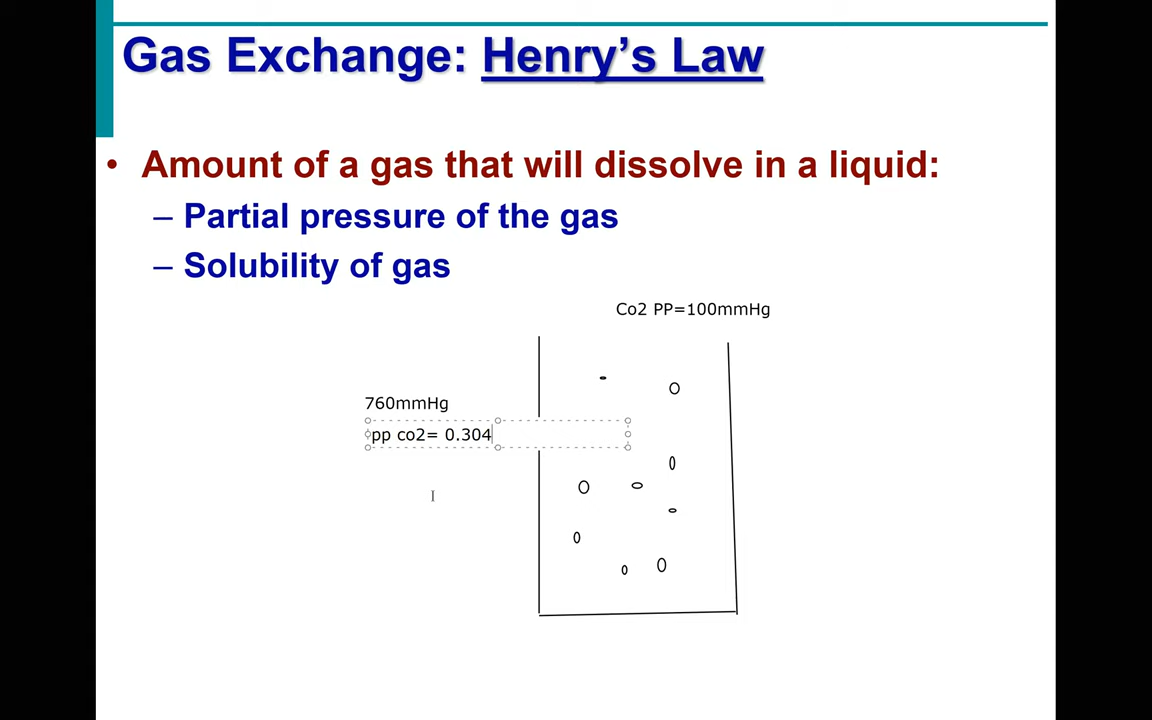 Gas Exchange: Henry's Law
• Amount of a gas that will dissolve in a liquid:
– Partial pressure of the gas
– Solubility of gas
Co2 PP=100mmHg
760mmHg
pp co2= 0.304